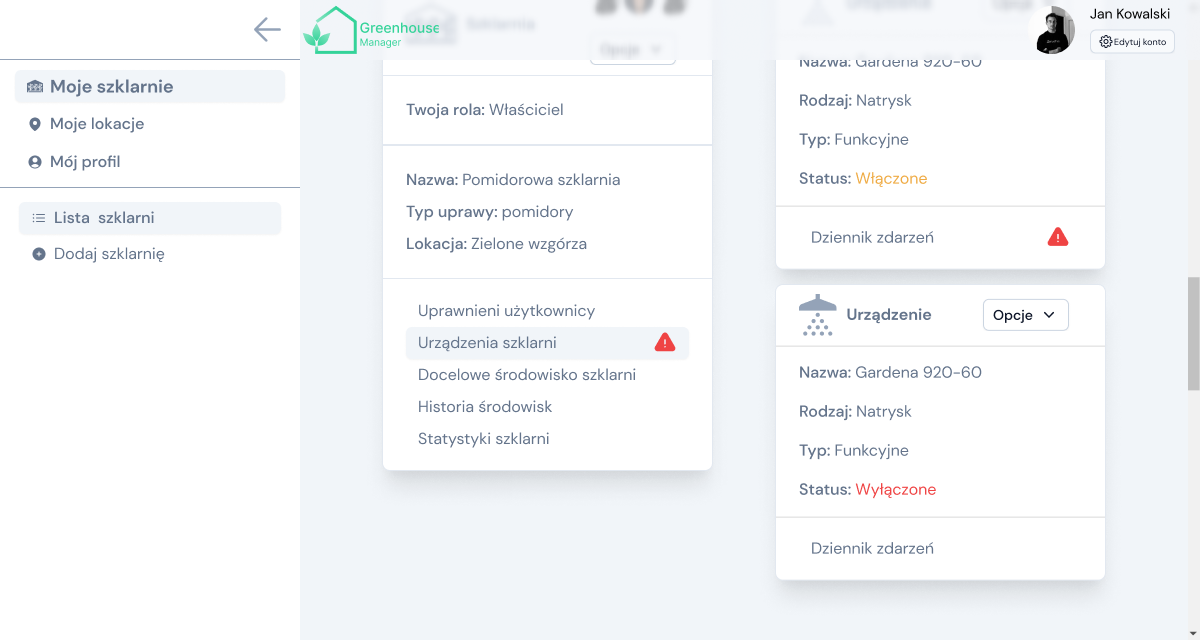 Moje szklarnie
Moje lokacje
Mój profil
Lista szklarni
Dodaj szklarnię
Greenhouse
Manager
Szklarnia
Opcje
Jan Kowalski
Edytuj konto
Twoja rola: Właściciel
Nazwa: Pomidorowa szklarnia
Typ uprawy: pomidory
Lokacja: Zielone wzgórza
Uprawnieni użytkownicy
Urządzenia szklarni
Docelowe środowisko szklarni
Historia środowisk
Statystyki szklarni
Nazwa: Gardena 920-60
Rodzaj: Natrysk
Typ: Funkcyjne
Status: Włączone
Dziennik zdarzeń
Urządzenie
Opcje
Nazwa: Gardena 920-60
Rodzaj: Natrysk
Typ: Funkcyjne
Status: Wyłączone
Dziennik zdarzeń